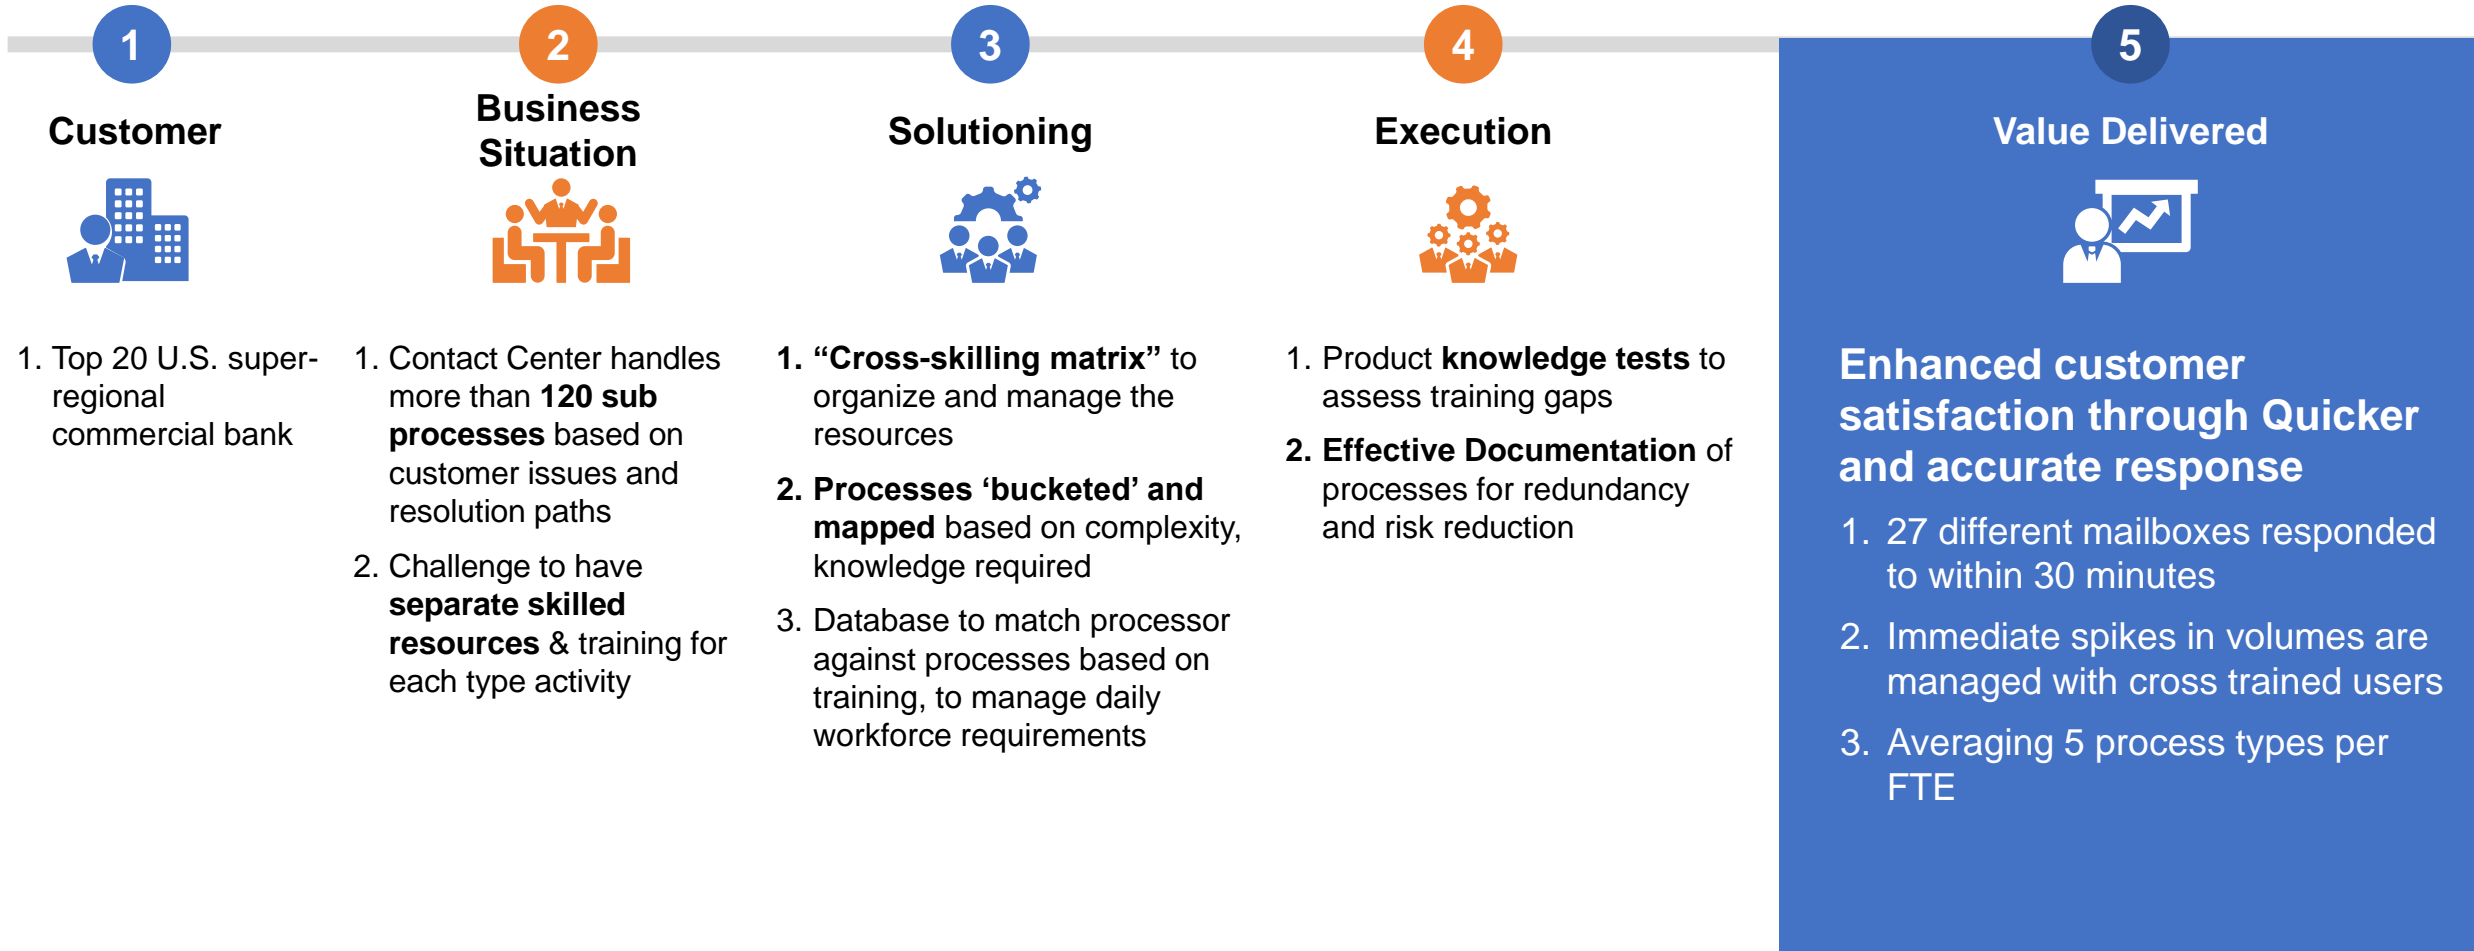 1
Customer
1. Top 20 U.S. super-
regional
commercial bank
2
Business
Situation
1. Contact Center handles
more than 120 sub
processes based on
customer issues and
resolution paths
2. Challenge to have
separate skilled
resources & training for
each type activity
3
Solutioning
1. “Cross-skilling matrix” to
organize and manage the
resources
2. Processes ‘bucketed’ and
mapped based on complexity,
knowledge required
3. Database to match processor
against processes based on
training, to manage daily
workforce requirements
4
Execution
1. Product knowledge tests to
assess training gaps
2. Effective Documentation of
processes for redundancy
and risk reduction
5
Value Delivered
Enhanced customer
satisfaction through Quicker
and accurate response
1. 27 different mailboxes responded
to within 30 minutes
2. Immediate spikes in volumes are
managed with cross trained users
3. Averaging 5 process types per
FTE